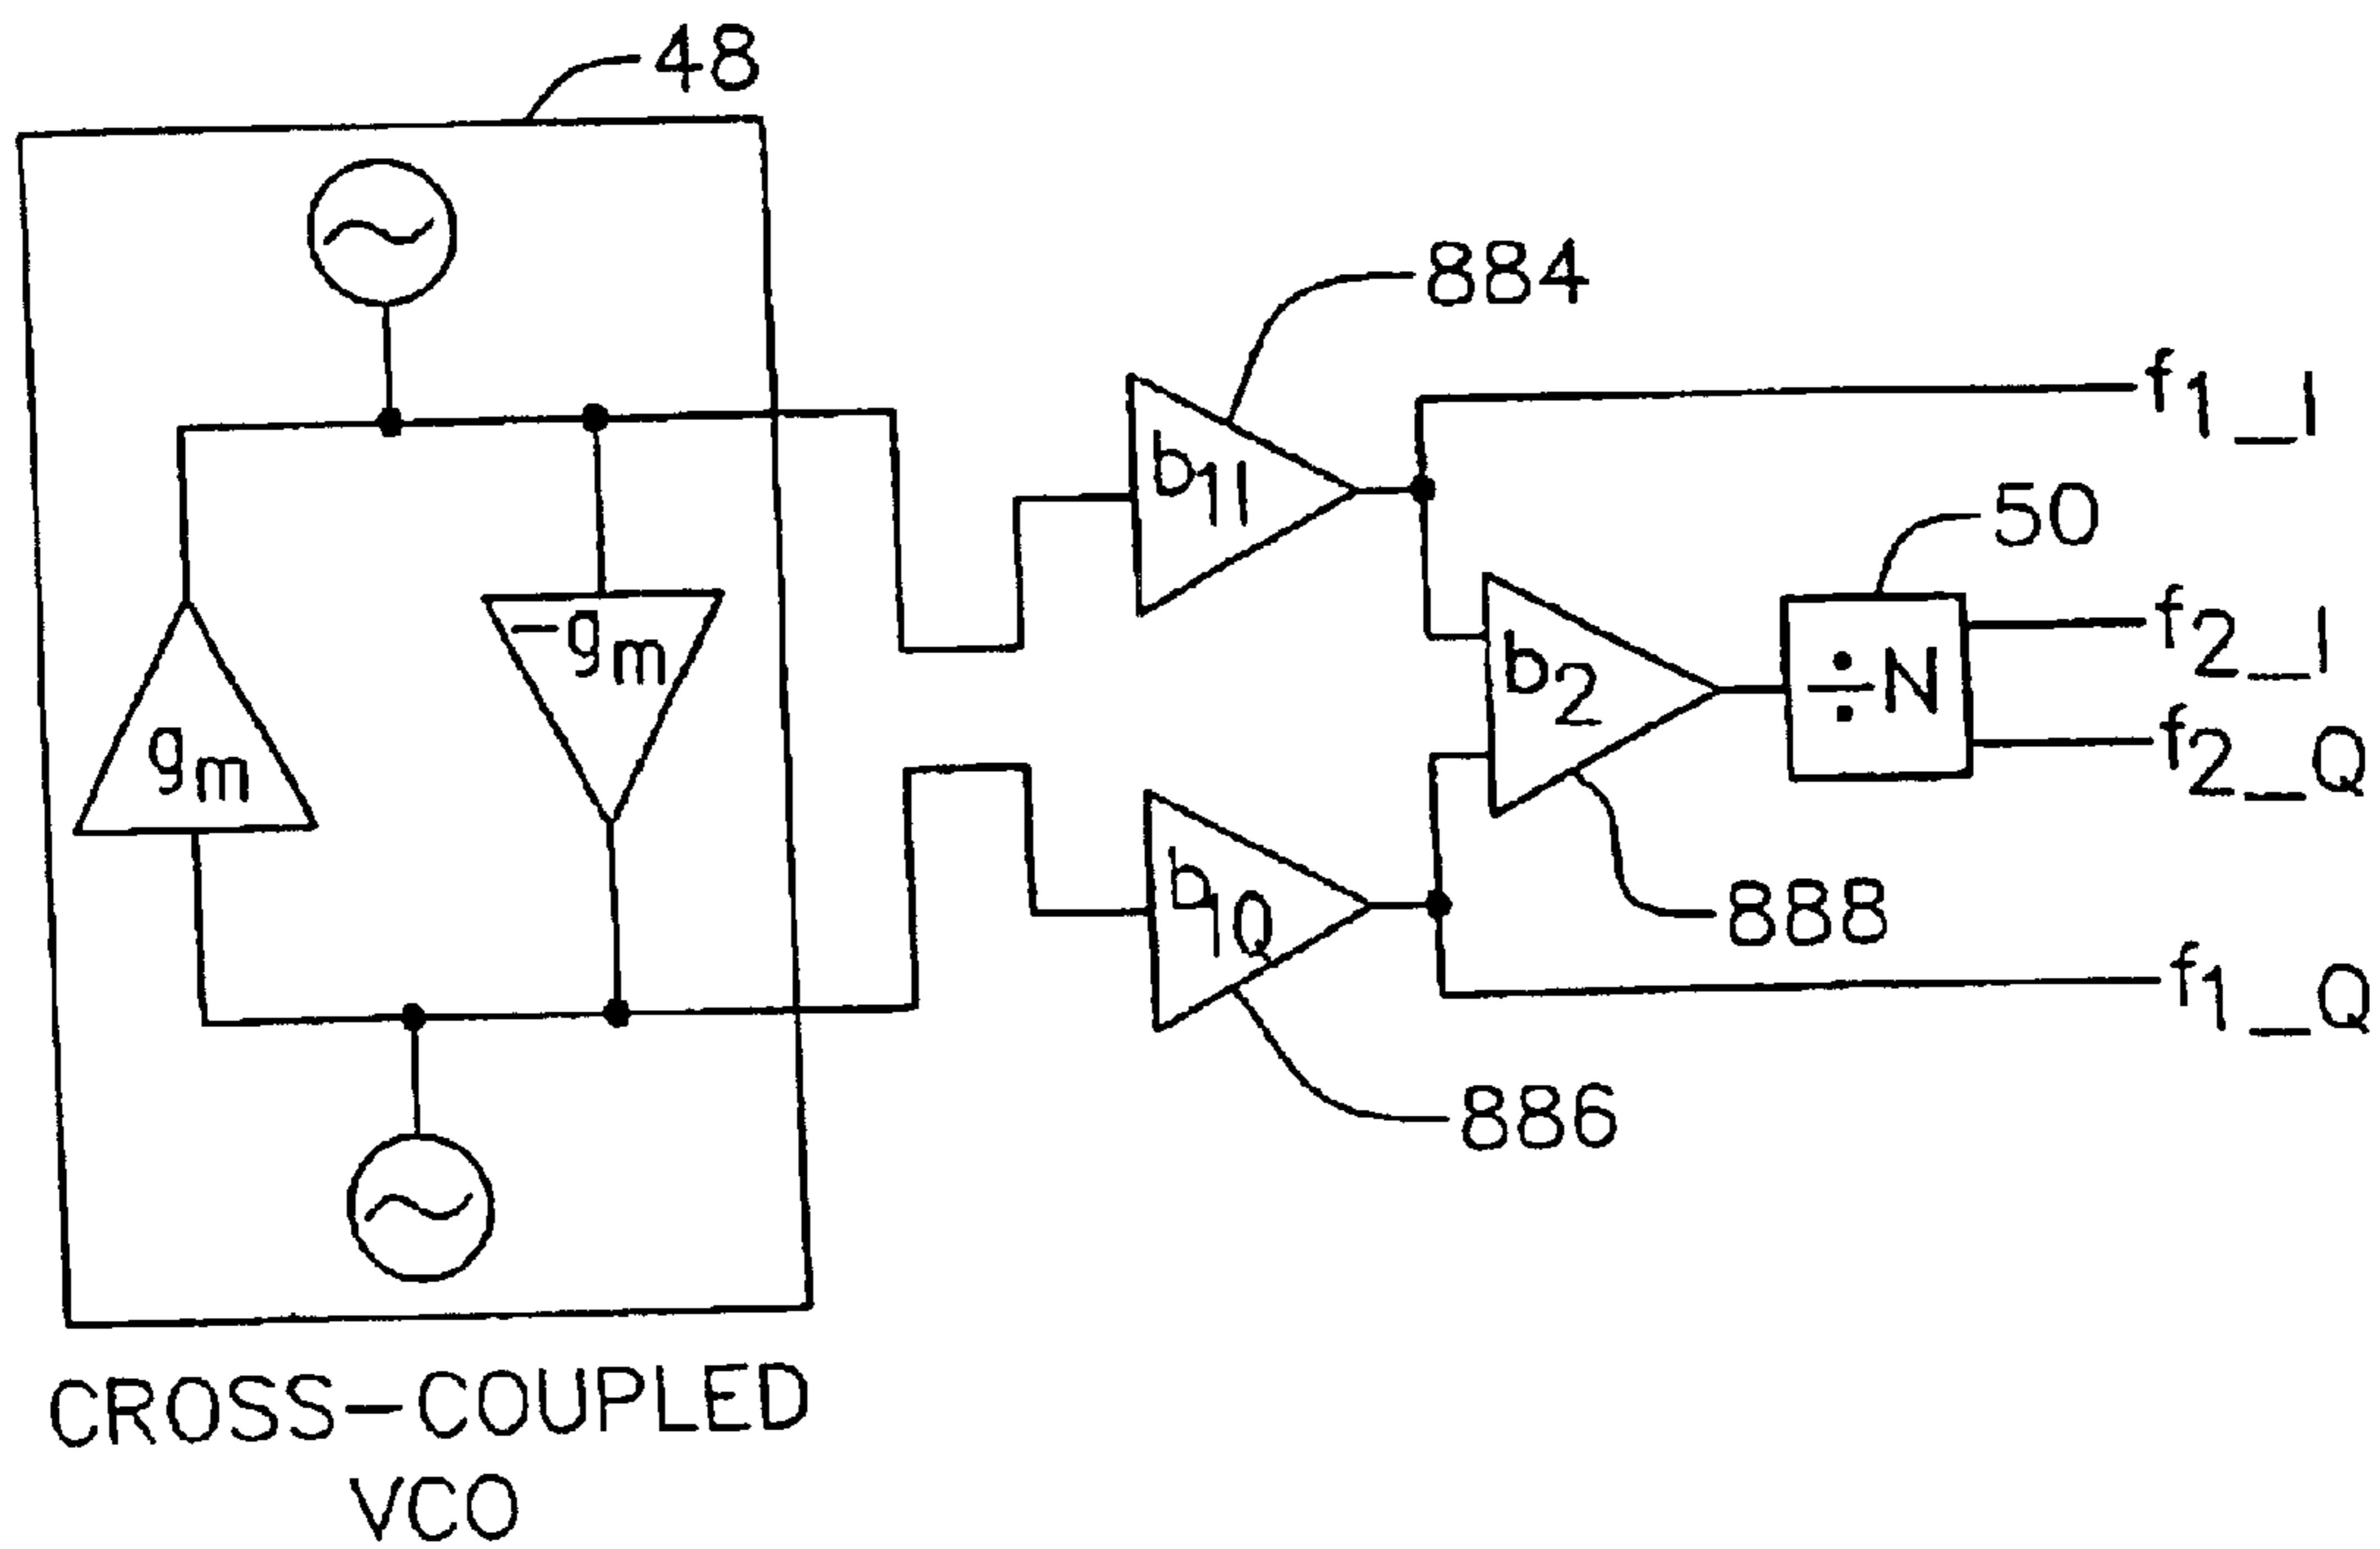 48
884
f1_I
b1I
50
-gm
f2_I
b2
÷N
gm
f2_Q
b1Q
888
f1_Q
886
CROSS-COUPLED
VCO